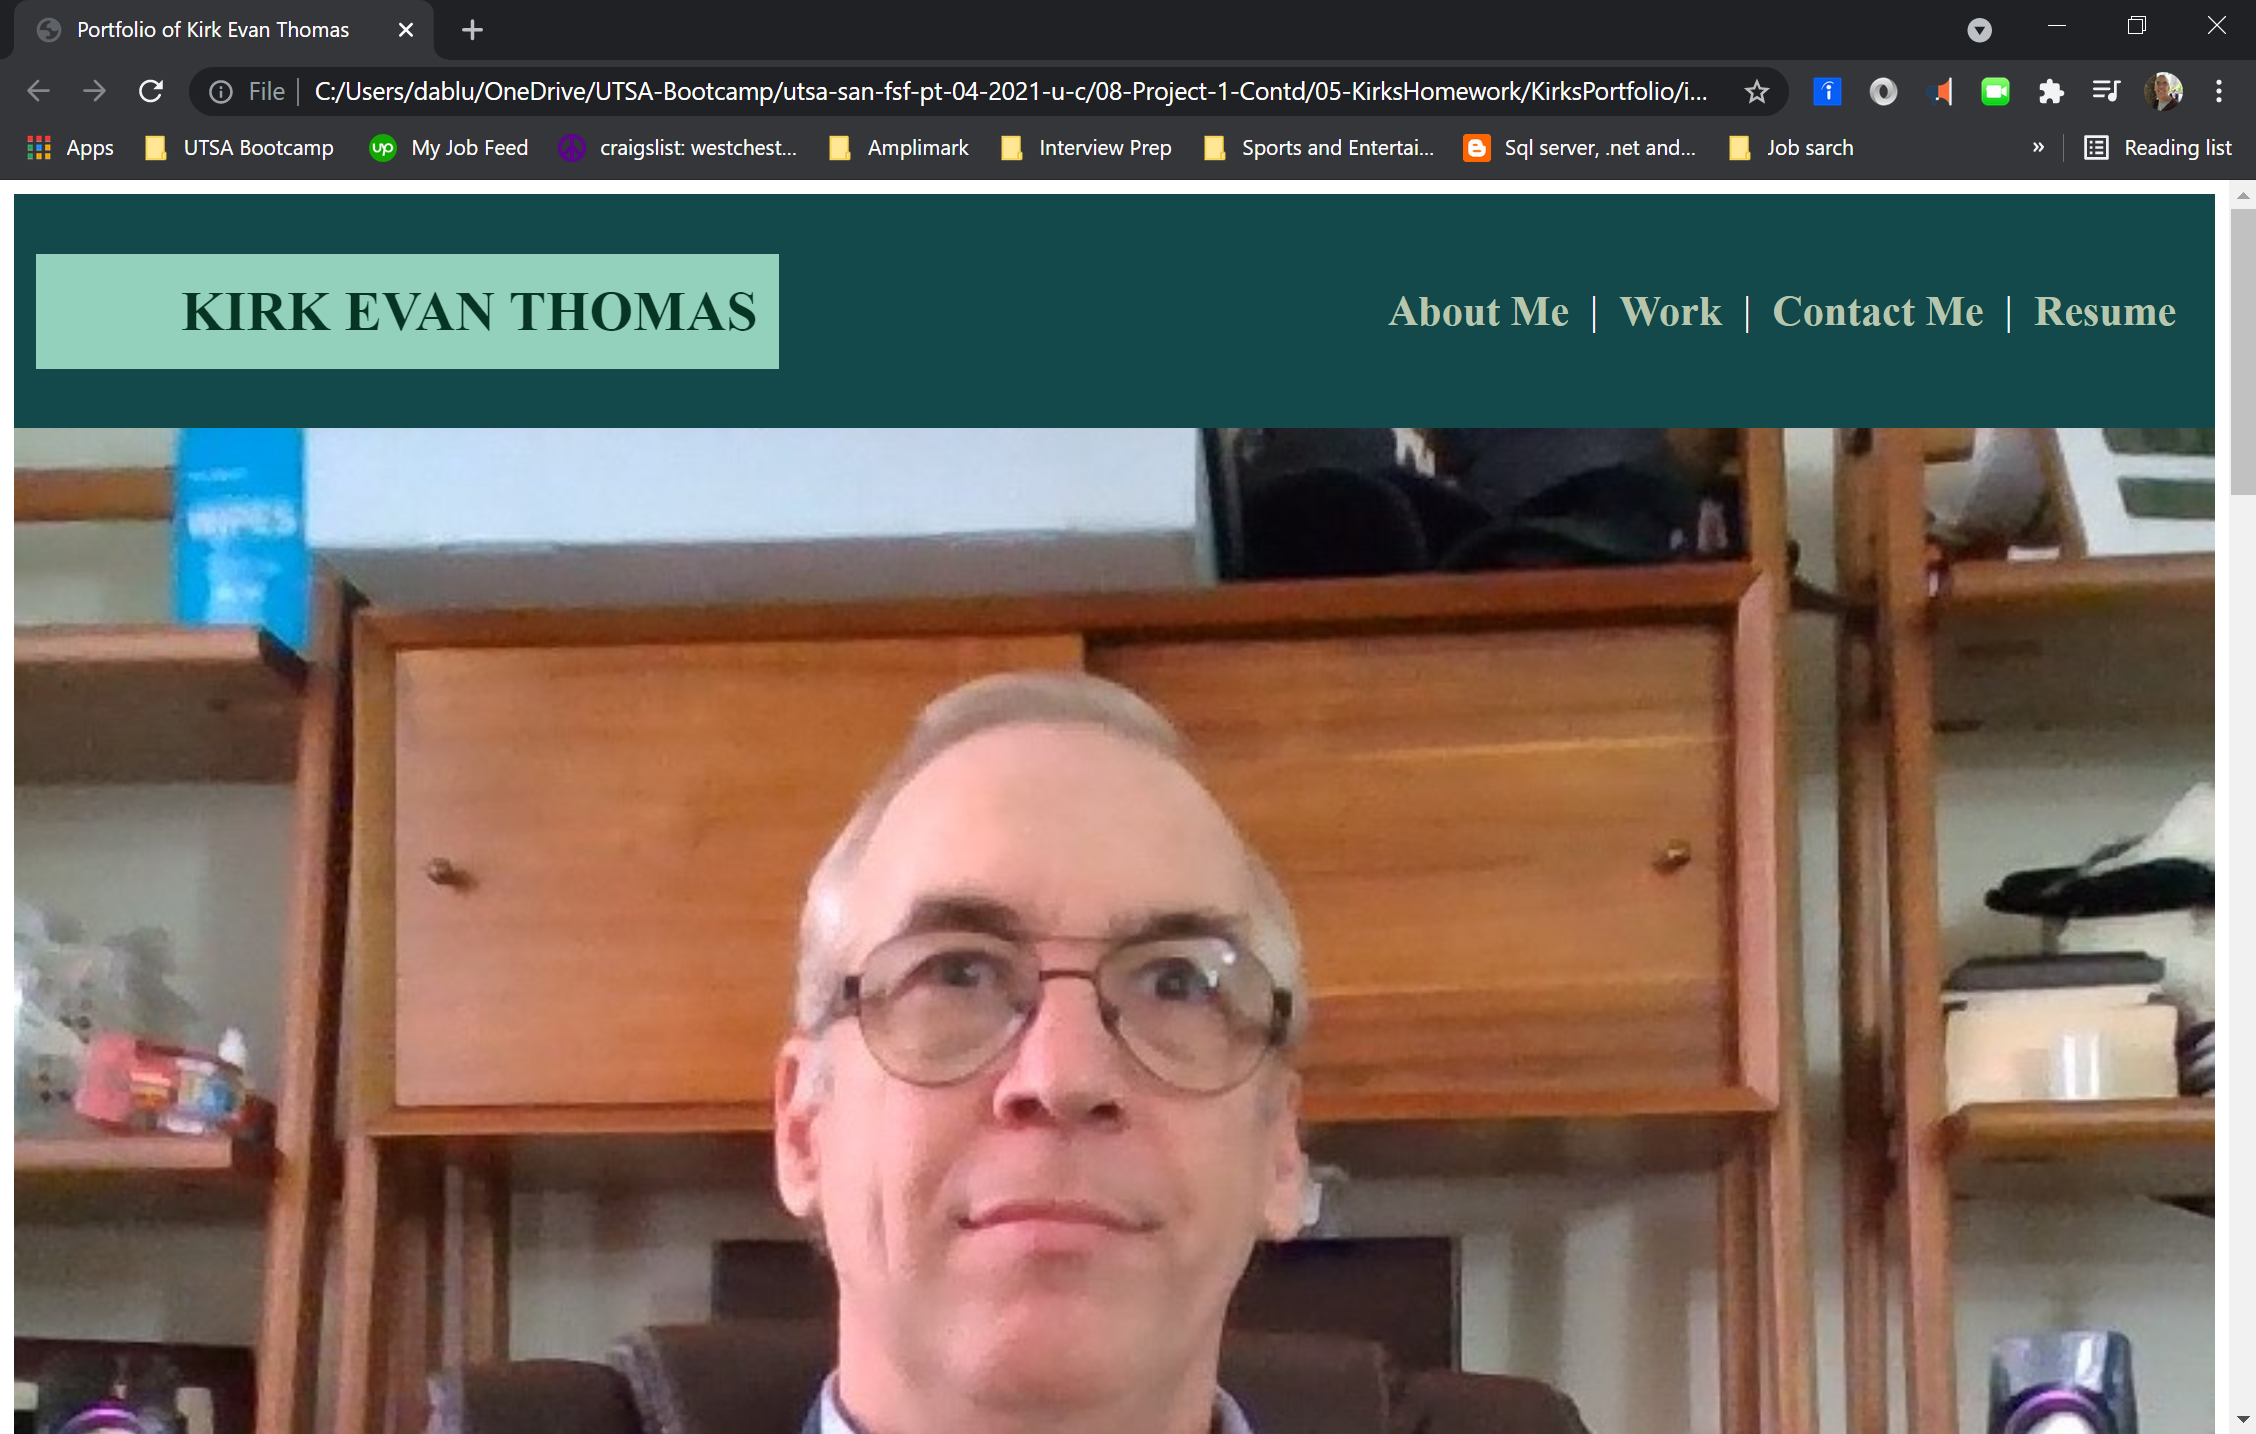 Portfolio of Kirk Evan Thomas
File
C:/Users/dablu/OneDrive/UTSA-Bootcamp/utsa-san-fsf-pt-04-2021-u-c/08-Project-1-Contd/05-KirksHomework/KirksPortfolio/i...
Apps UTSA Bootcamp up My Job Feed craigslist: westchest... Amplimark Interview Prep Sports and Entertai... Sql server, .net and... Job sarch » Reading list
KIRK EVAN THOMAS
About Me | Work | Contact Me | Resume
WIPES